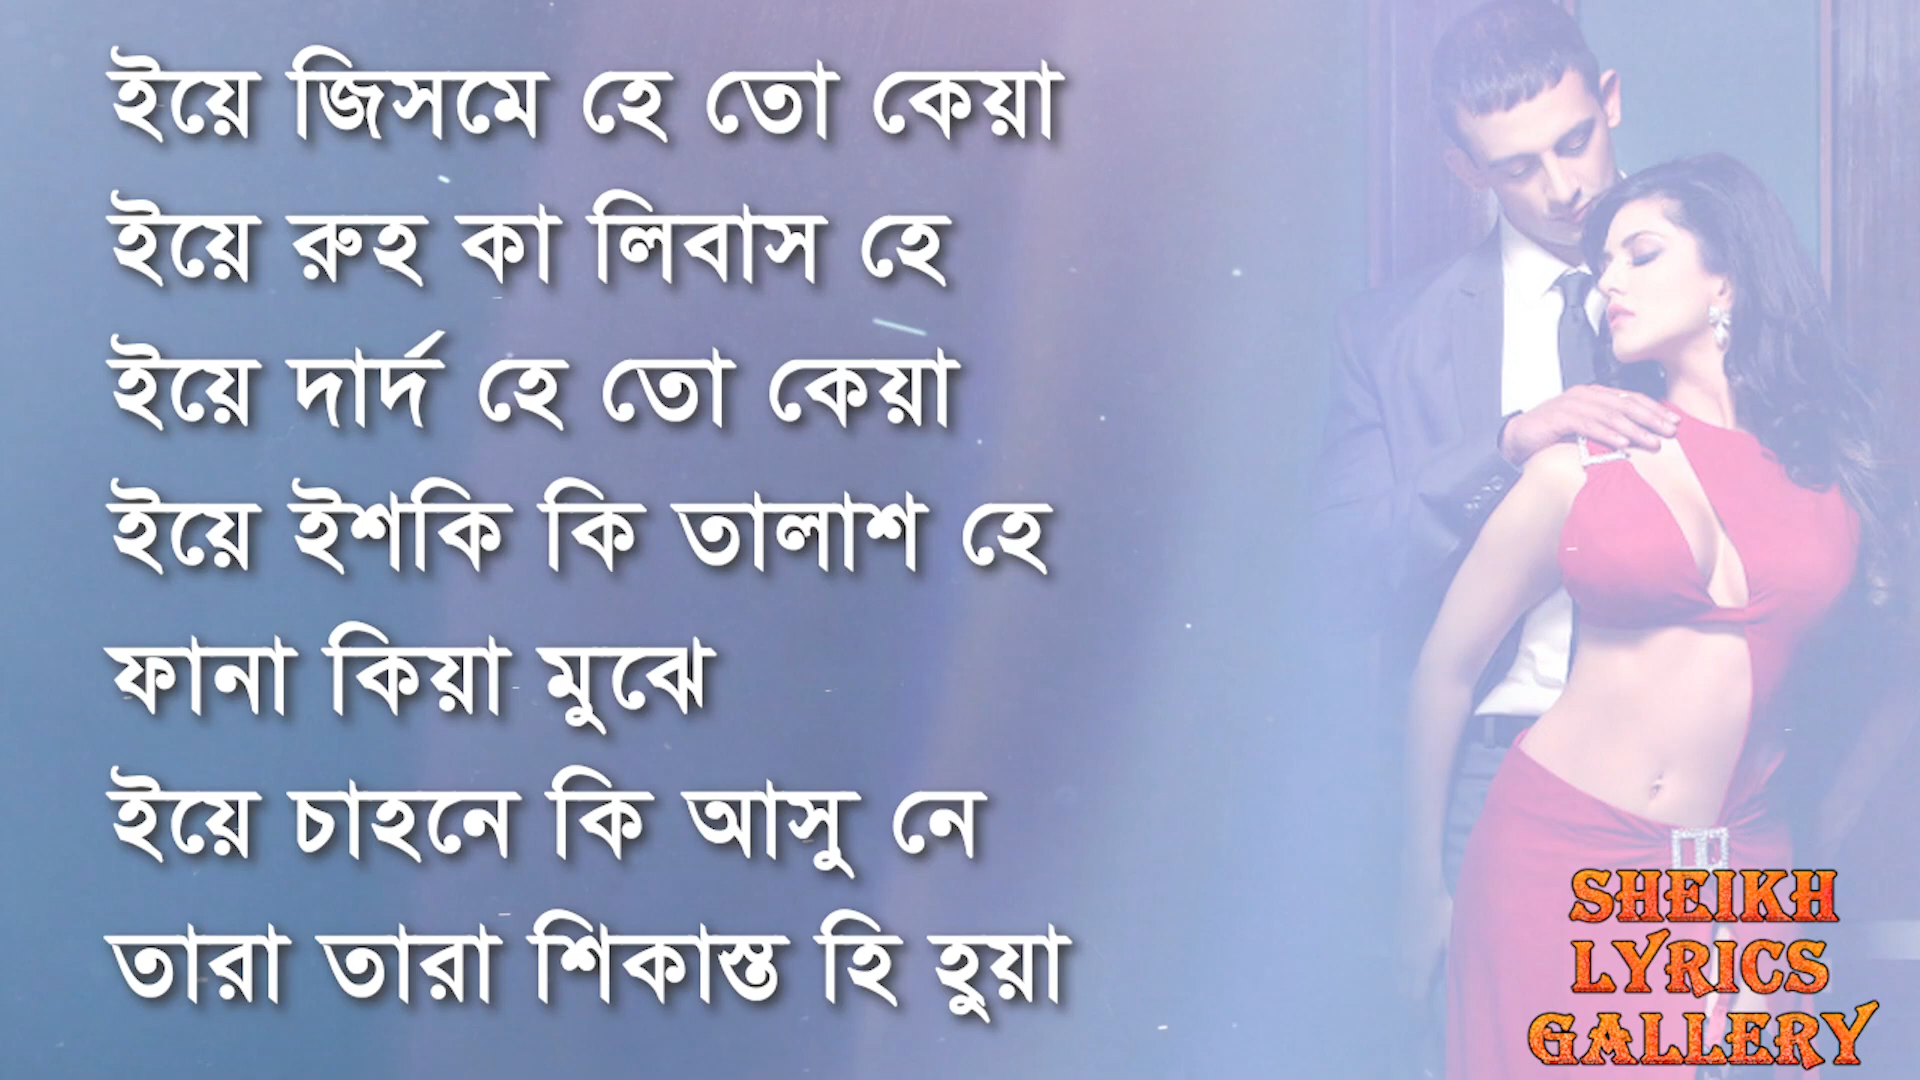 ইয়ে জিসমে হে তো কেয়া
ইয়ে রুহ কা লিবাস হে
ইয়ে দার্দ হে তো কেয়া
ইয়ে ইশকি কি তালাশ হে
ফানা কিয়া মুঝে
ইয়ে চাহনে কি আসু নে
তারা তারা শিকাস্ত হি হুয়া
SHEIKH
LYRICS
GALLERY